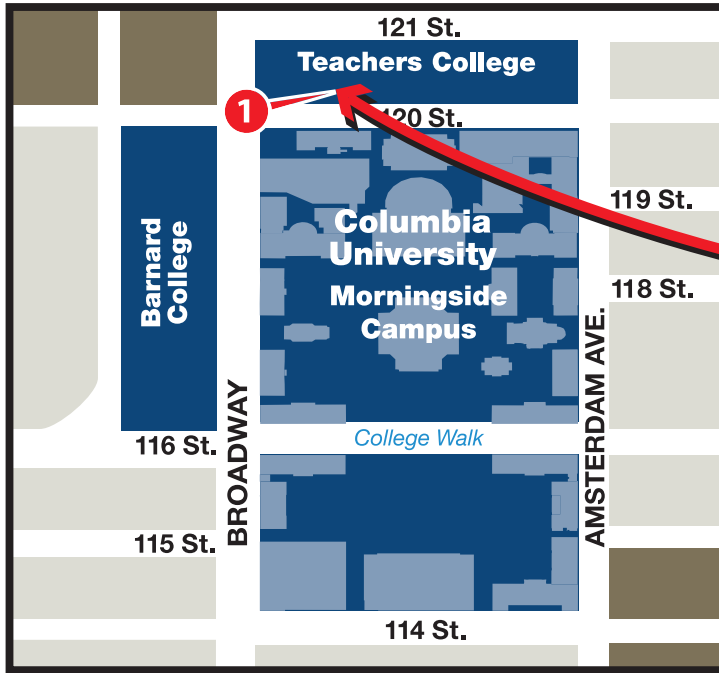 121 St.
Teachers College
1
120 St.
119 St.
Columbia
University
Morningside
Campus
118 St.
Barnard
College
AMSTERDAM AVE.
BROADWAY
College Walk
116 St.
115 St.
114 St.